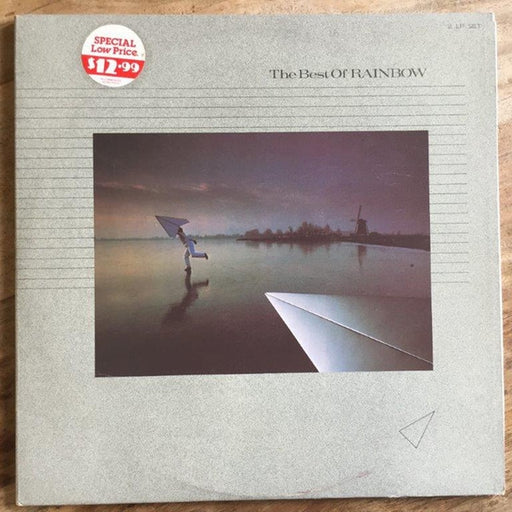 2 LP SET
SPECIAL
Low Price
$12.99
The Best Of RAINBOW